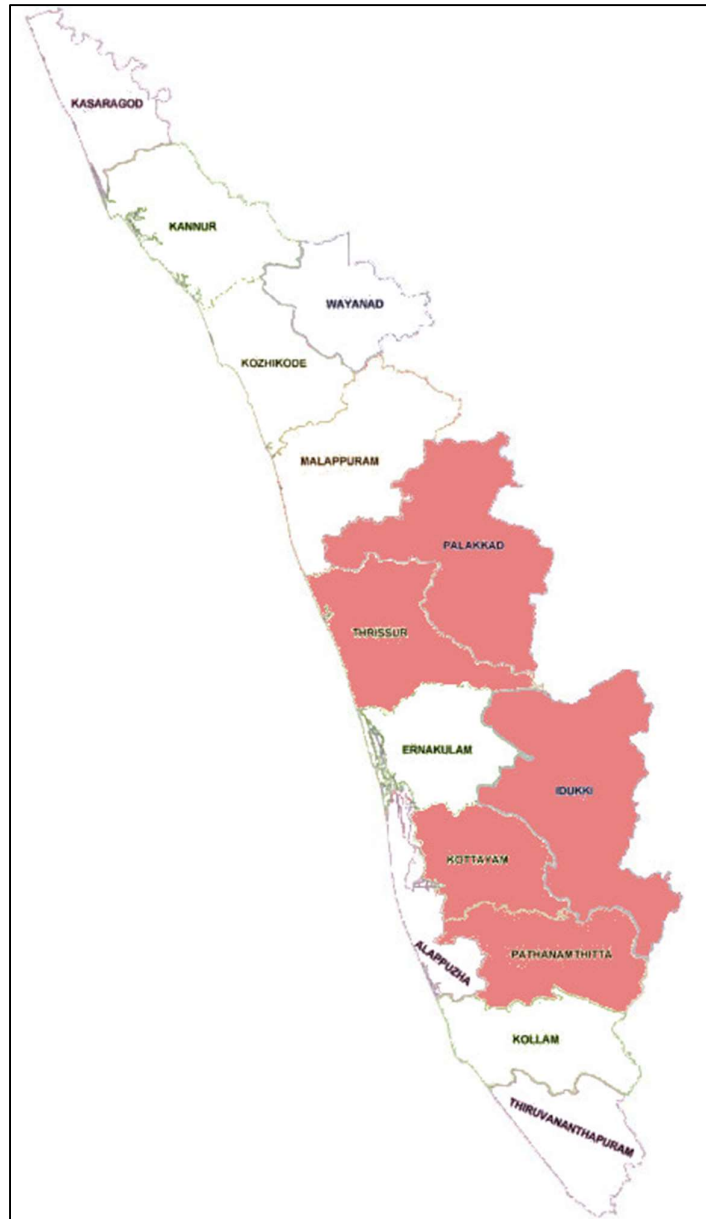 KASARAGOD
KANNUR
WAYANAD
KOZHIKODE
MALAPPURAM
PALAKKAD
THRISSUR
ERNAKULAM
IDUKKI
KOTTAYAM
ALAPPUZHA
PATHANAMTHITTA
KOLLAM
THIRUVANANTHAPURAM